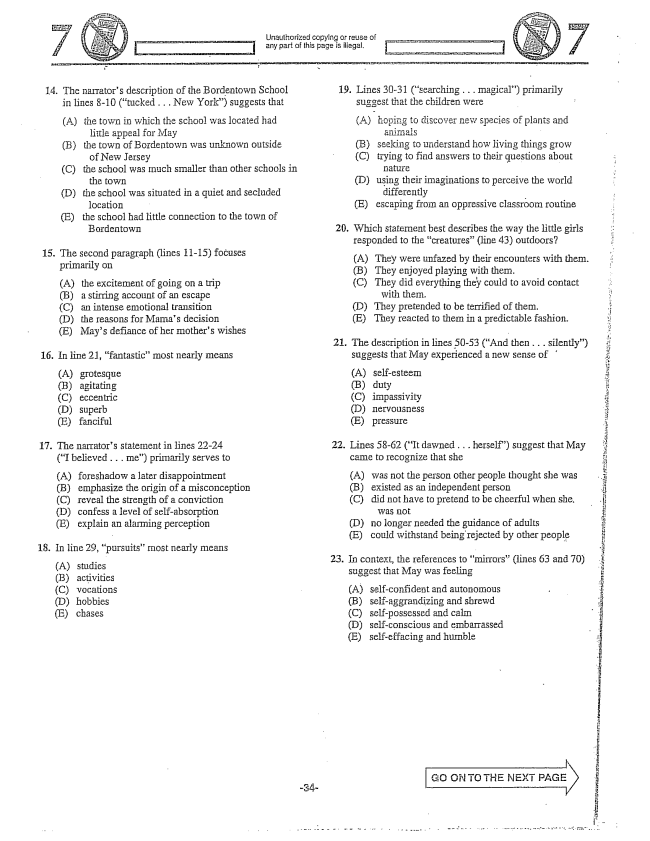 7
Unauthorized copying or reuse of
any part of this page is illegal.
7
14. The narrator's description of the Bordentown School
in lines 8-10 ("tucked . . . New York") suggests that
(A) the town in which the school was located had
little appeal for May
(B) the town of Bordentown was unknown outside
of New Jersey
(C) the school was much smaller than other schools in
the town
(D) the school was situated in a quiet and secluded
location
(E) the school had little connection to the town of
Bordentown
15. The second paragraph (lines 11-15) focuses
primarily on
(A) the excitement of going on a trip
(B) a stirring account of an escape
(C) an intense emotional transition
(D) the reasons for Mama's decision
(E) May's defiance of her mother's wishes
16. In line 21, "fantastic" most nearly means
(A) grotesque
(B) agitating
(C) eccentric
(D) superb
(E) fanciful
17. The narrator's statement in lines 22-24
("I believed . . . me") primarily serves to
(A) foreshadow a later disappointment
(B) emphasize the origin of a misconception
(C) reveal the strength of a conviction
(D) confess a level of self-absorption
(E) explain an alarming perception
18. In line 29, "pursuits" most nearly means
(A) studies
(B) activities
(C) vocations
(D) hobbies
(E) chases
19. Lines 30-31 ("searching . . . magical") primarily
suggest that the children were
(A) hoping to discover new species of plants and
animals
(B) seeking to understand how living things grow
(C) trying to find answers to their questions about
nature
(D) using their imaginations to perceive the world
differently
(E) escaping from an oppressive classroom routine
20. Which statement best describes the way the little girls
responded to the "creatures" (line 43) outdoors?
(A) They were unfazed by their encounters with them.
(B) They enjoyed playing with them.
(C) They did everything they could to avoid contact
with them.
(D) They pretended to be terrified of them.
(E) They reacted to them in a predictable fashion.
21. The description in lines 50-53 ("And then . . . silently")
suggests that May experienced a new sense of
(A) self-esteem
(B) duty
(C) impassivity
(D) nervousness
(E) pressure
22. Lines 58-62 ("It dawned . . . herself") suggest that May
came to recognize that she
(A) was not the person other people thought she was
(B) existed as an independent person
(C) did not have to pretend to be cheerful when she
was not
(D) no longer needed the guidance of adults
(E) could withstand being rejected by other people
23. In context, the references to "mirrors" (lines 63 and 70)
suggest that May was feeling
(A) self-confident and autonomous
(B) self-aggrandizing and shrewd
(C) self-possessed and calm
(D) self-conscious and embarrassed
(E) self-effacing and humble
GO ON TO THE NEXT PAGE
-34-